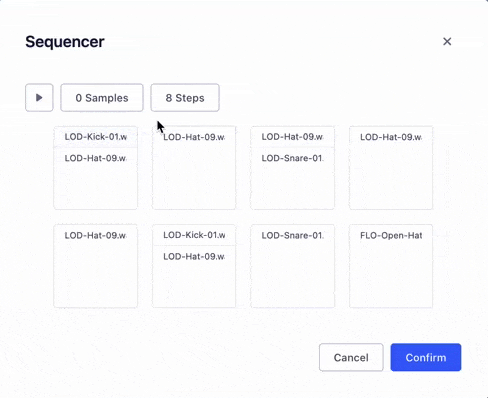 Sequencer
0 Samples
8 Steps
LOD-Kick-01.w
LOD-Hat-09.w
LOD-Hat-09.w
LOD-Hat-09.w
LOD-Snare-01.
LOD-Hat-09.w
LOD-Hat-09.w
LOD-Kick-01.w
LOD-Hat-09.w
LOD-Snare-01.
FLO-Open-Hat
Cancel
Confirm